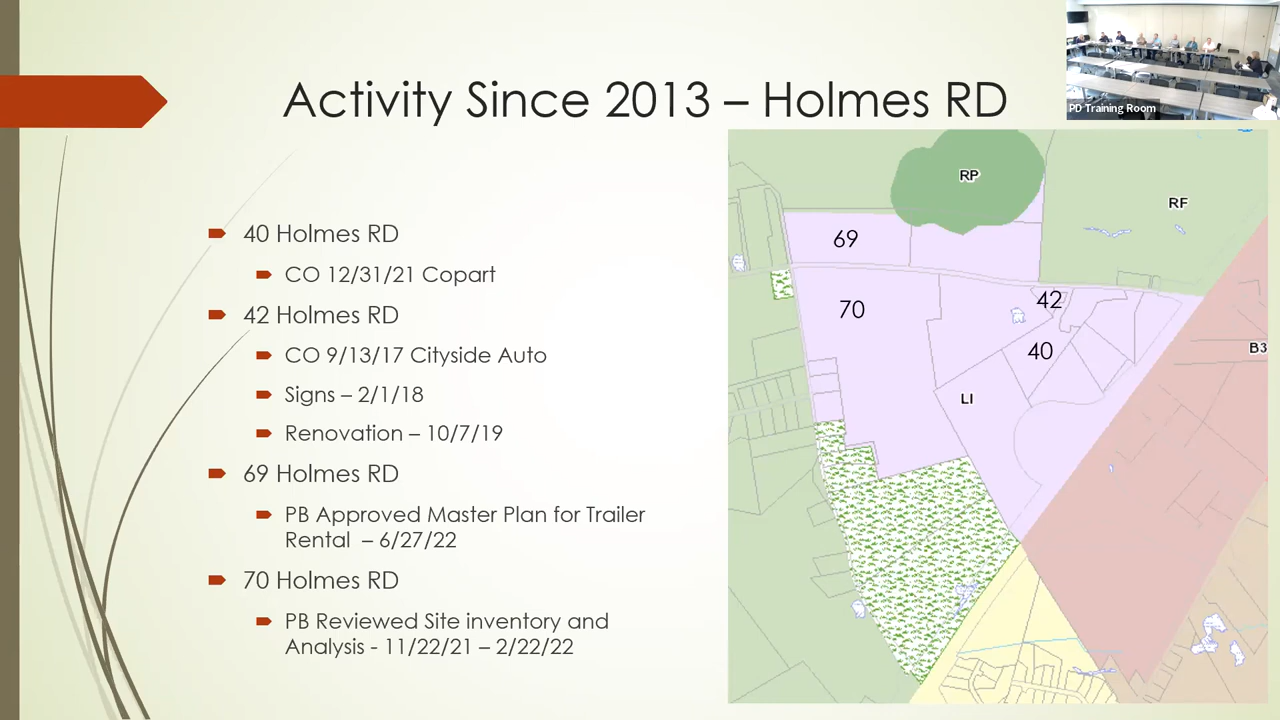 Activity Since 2013 – Holmes RD
PD Training Room
40 Holmes RD
CO 12/31/21 Copart
42 Holmes RD
CO 9/13/17 Cityside Auto
Signs – 2/1/18
Renovation – 10/7/19
69 Holmes RD
PB Approved Master Plan for Trailer
Rental – 6/27/22
70 Holmes RD
PB Reviewed Site inventory and
Analysis - 11/22/21 – 2/22/22
RP
RF
69
42
70
B3
40
LI